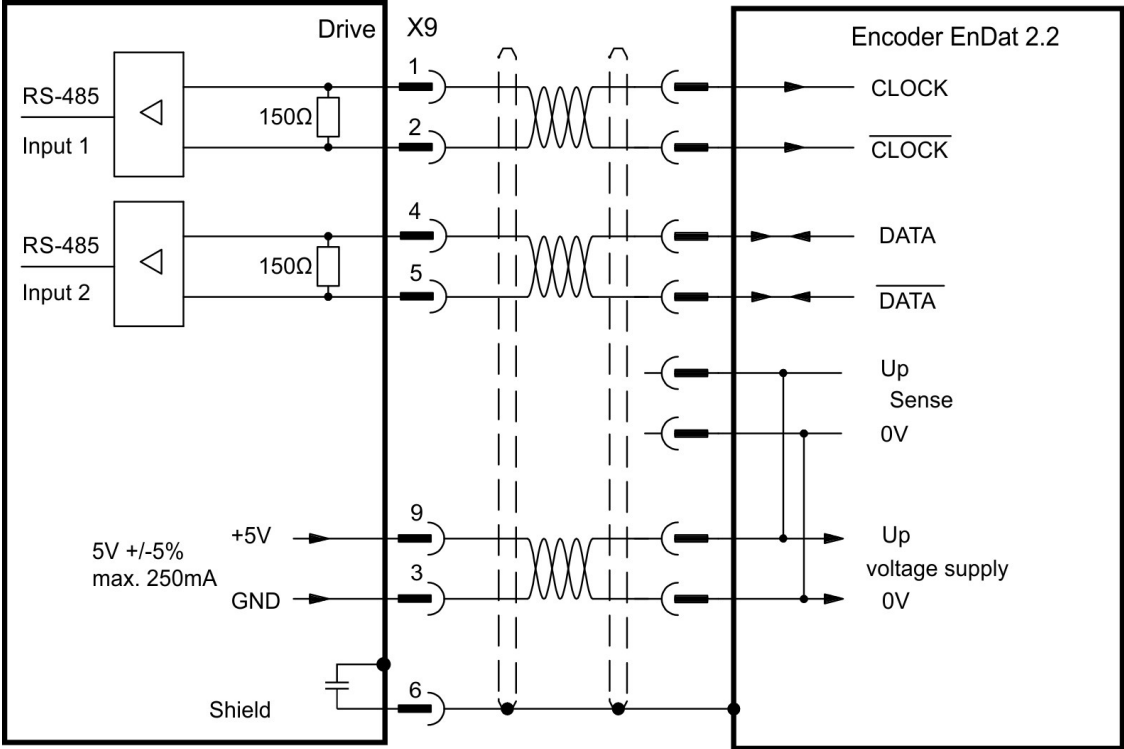 Drive X9
Encoder EnDat 2.2
1
CLOCK
RS-485
150Ω
Input 1
2
CLOCK
4
DATA
RS-485
150Ω
Input 2
5
DATA
Up
Sense
0V
9
+5V
Up
5V +/-5%
max. 250mA
voltage supply
3
GND
0V
6
Shield